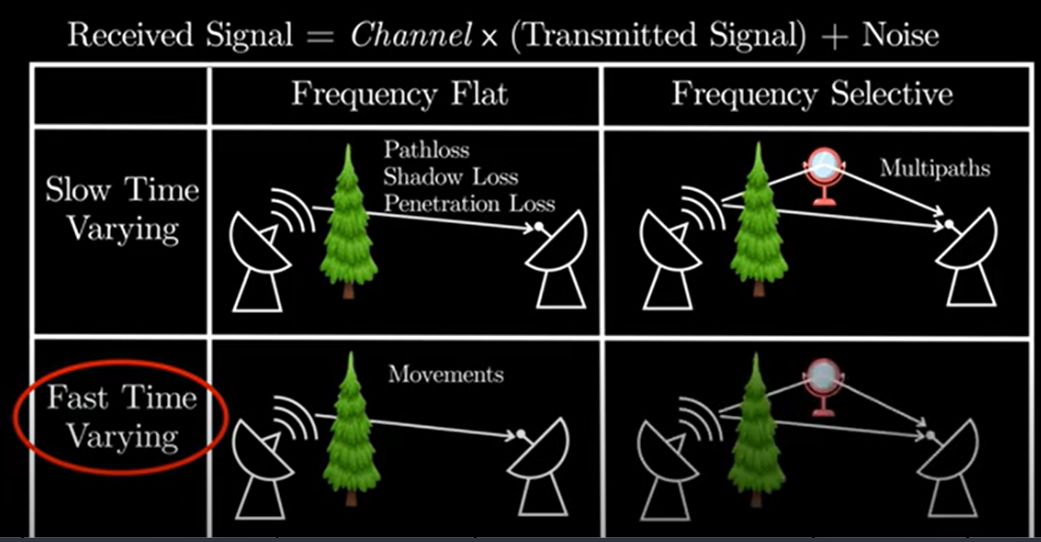 Received Signal = Channel x (Transmitted Signal) + Noise
Frequency Flat
Frequency Selective
Slow Time
Varying
Pathloss
Shadow Loss
Penetration Loss
Multipaths
Fast Time
Varying
Movements